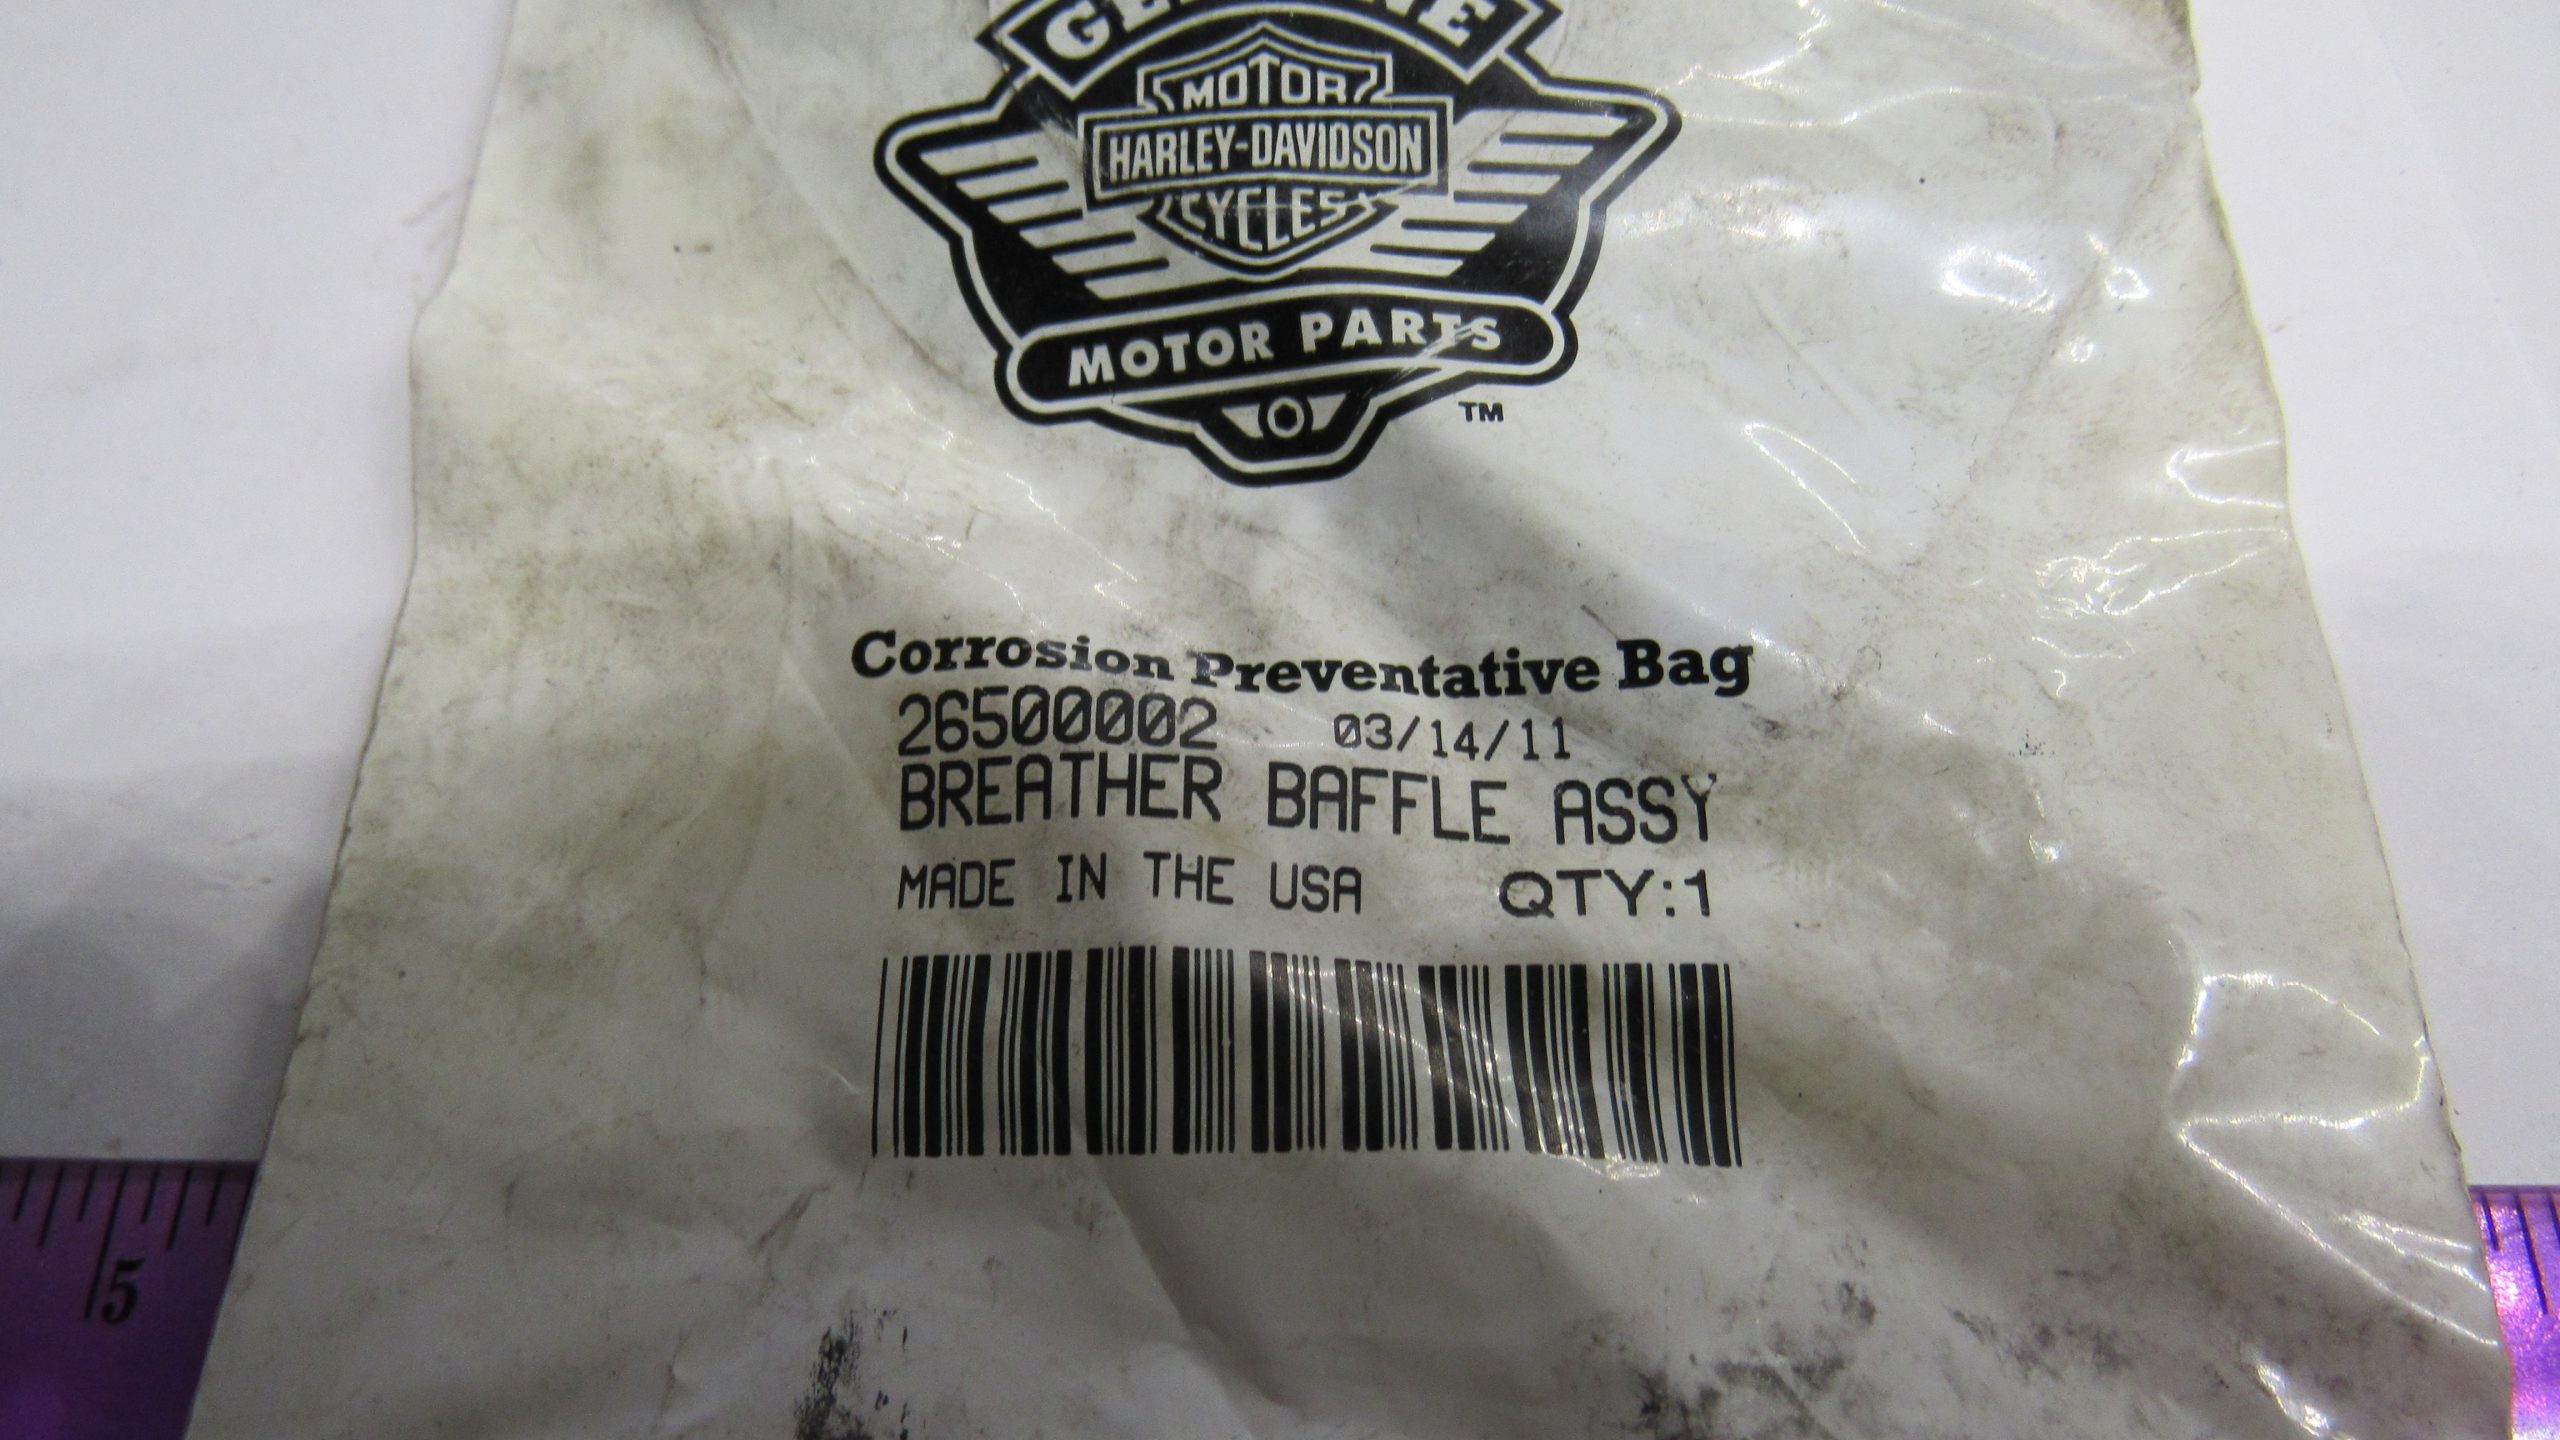 GENUINE
MOTOR
HARLEY-DAVIDSON
CYCLES
MOTOR PARTS
TM
Corrosion Preventative Bag
26500002 03/14/11
BREATHER BAFFLE ASSY
MADE IN THE USA QTY:1
5